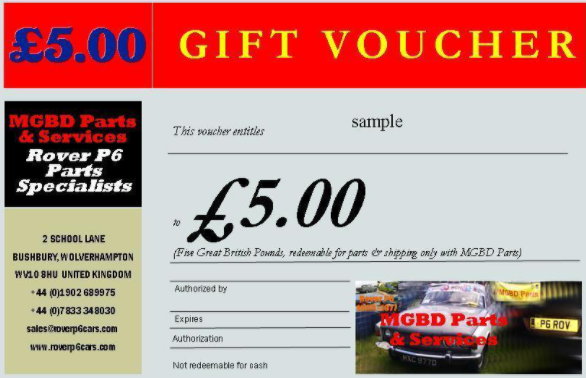 £5.00 GIFT VOUCHER
MGBD Parts
& Services
Rover P6
Parts
Specialists
2 SCHOOL LANE
BUSHBURY, WOLVERHAMPTON
WV10 8HU UNITED KINGDOM
+44 (0)1902 689975
+44 (0)7833 348030
sales@roverp6cars.com
www.roverp6cars.com
This voucher entitles sample
to £5.00
(Five Great British Pounds, redeemable for parts & shipping only with MGBD Parts)
Authorized by
Expires
Authorization
Not redeemable for cash
MGBD Parts
P6 ROV
MGBD Parts
& Services